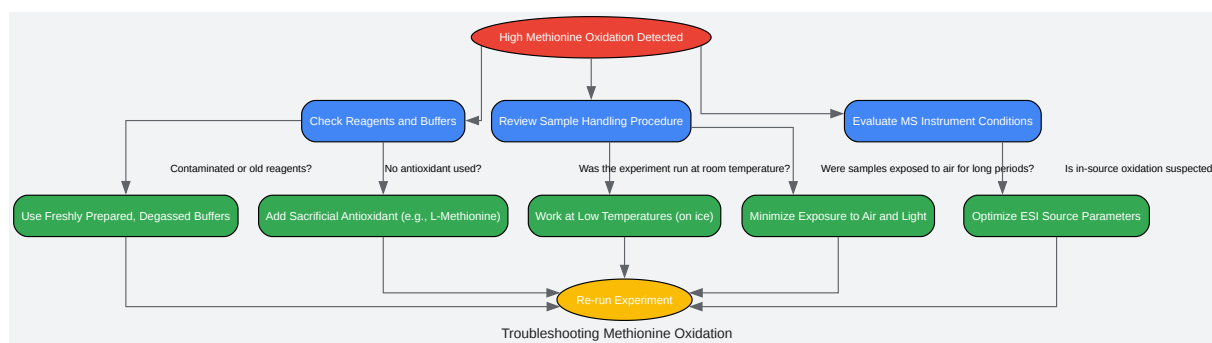 High Methionine Oxidation Detected
Check Reagents and Buffers
Review Sample Handling Procedure
Evaluate MS Instrument Conditions
Contaminated or old reagents?
No antioxidant used?
Was the experiment run at room temperature?
Were samples exposed to air for long periods?
Is in-source oxidation suspected
Use Freshly Prepared, Degassed Buffers
Add Sacrificial Antioxidant (e.g., L-Methionine)
Work at Low Temperatures (on ice)
Minimize Exposure to Air and Light
Optimize ESI Source Parameters
Re-run Experiment
Troubleshooting Methionine Oxidation